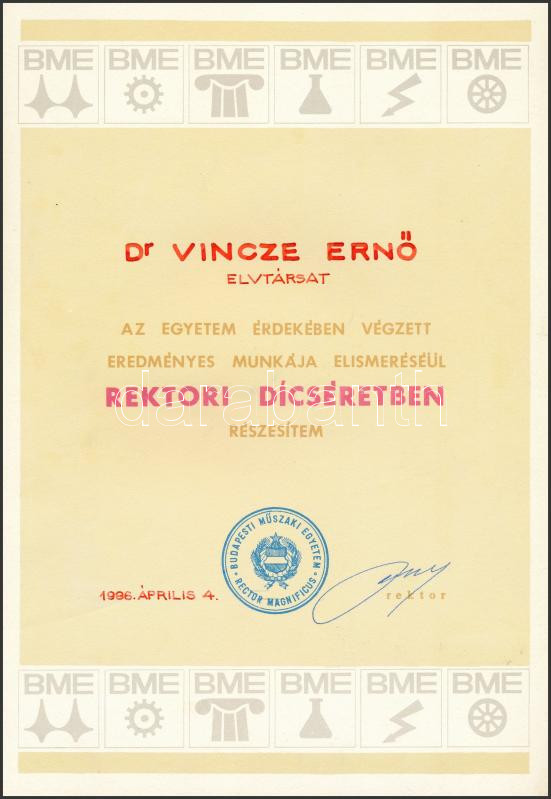 BME BME BME BME BME BME
Dr VINCZE ERNŐ
ELVTÁRSAT
AZ EGYETEM ÉRDEKÉBEN VÉGZETT
EREDMÉNYES MUNKÁJA ELISMERÉSÉÜL
REKTORI DÍCSÉRETBEN
darabanth
RÉSZESÍTEM
BUDAPESTI MŰSZAKI EGYETEM
RECTOR MAGNIFICUS
1986. ÁPRILIS 4.
rektor
BME BME BME BME BME BME